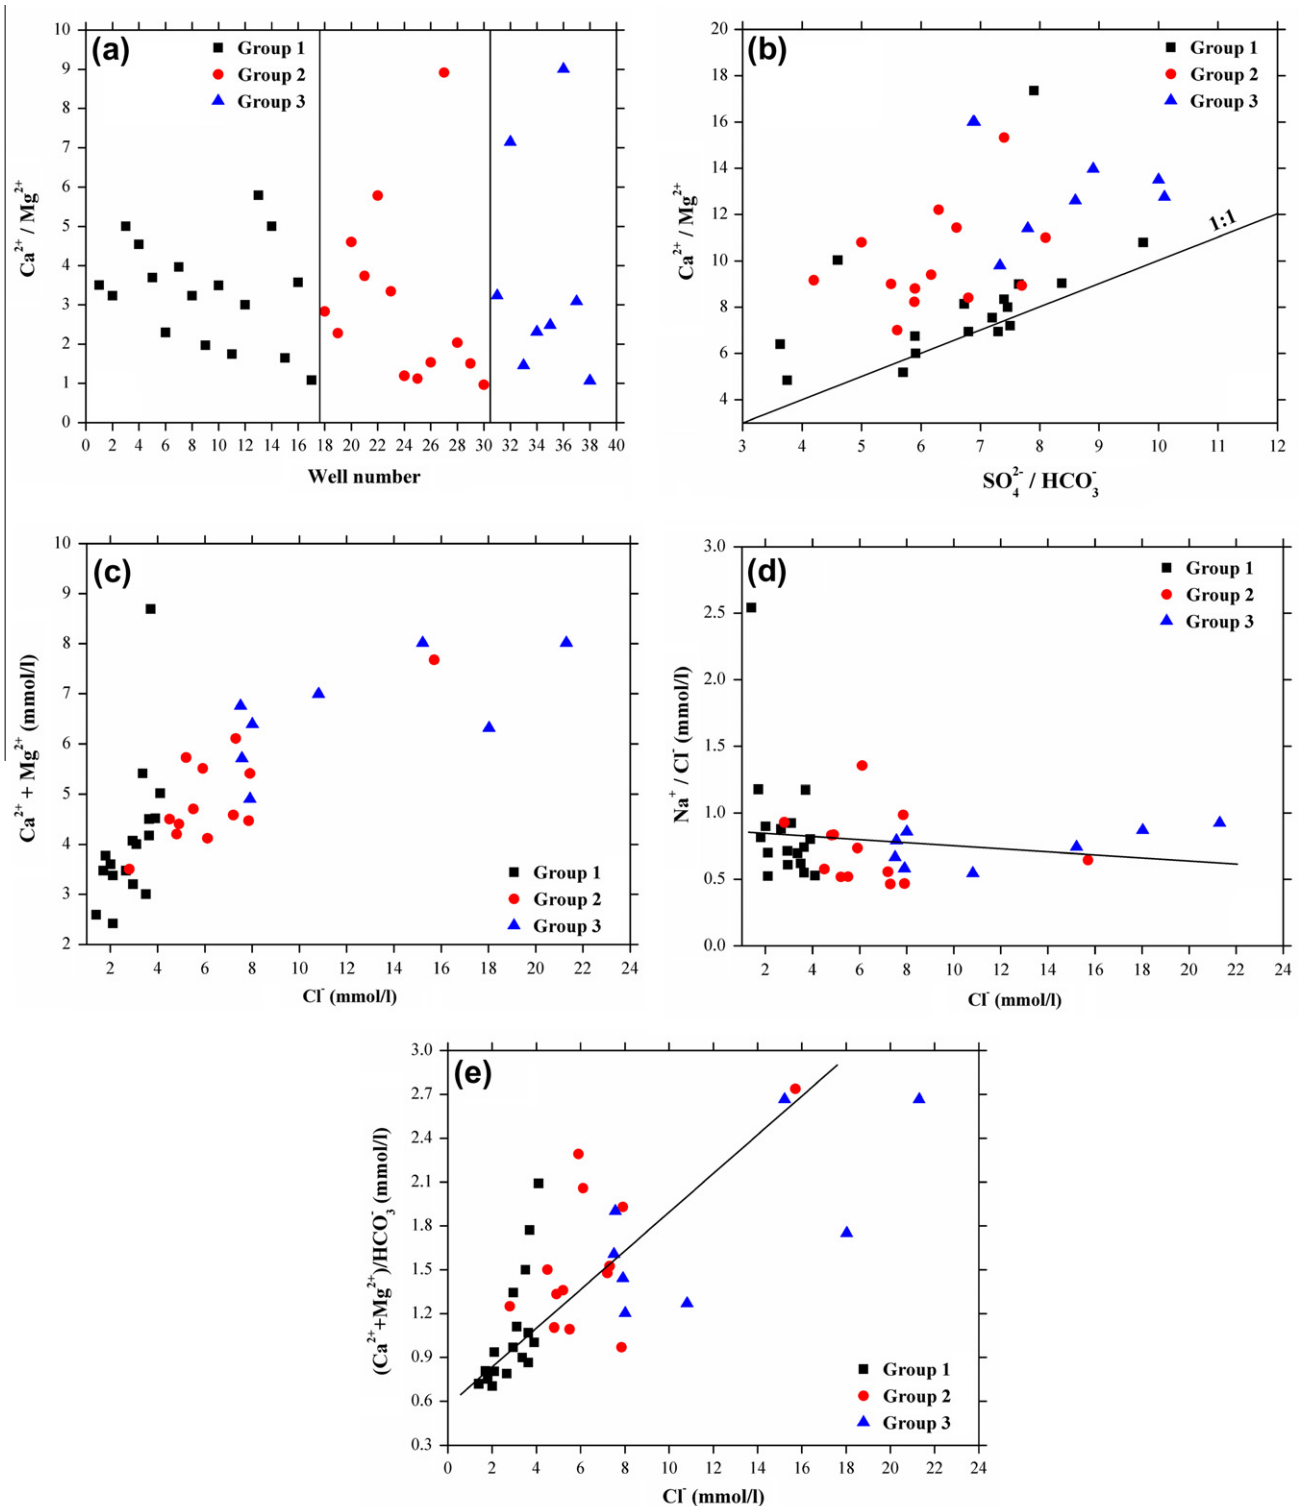 (a)
Group 1
Group 2
Group 3
10
9
8
7
6
5
4
3
2
1
0
0 2 4 6 8 10 12 14 16 18 20 22 24 26 28 30 32 34 36 38 40
Ca²⁺ / Mg²⁺
Well number
(b)
Group 1
Group 2
Group 3
1:1
20
18
16
14
12
10
8
6
4
3 4 5 6 7 8 9 10 11 12
Ca²⁺ / Mg²⁺
SO₄²⁻ / HCO₃⁻
(c)
10
9
8
7
6
5
4
3
2
Group 1
Group 2
Group 3
2 4 6 8 10 12 14 16 18 20 22 24
Ca²⁺ + Mg²⁺ (mmol/l)
Cl⁻ (mmol/l)
(d)
Group 1
Group 2
Group 3
3.0
2.5
2.0
1.5
1.0
0.5
0.0
2 4 6 8 10 12 14 16 18 20 22 24
Na⁺ / Cl⁻ (mmol/l)
Cl⁻ (mmol/l)
(e)
3.0
2.7
2.4
2.1
1.8
1.5
1.2
0.9
0.6
0.3
Group 1
Group 2
Group 3
0 2 4 6 8 10 12 14 16 18 20 22 24
(Ca²⁺+Mg²⁺)/HCO₃⁻ (mmol/l)
Cl⁻ (mmol/l)